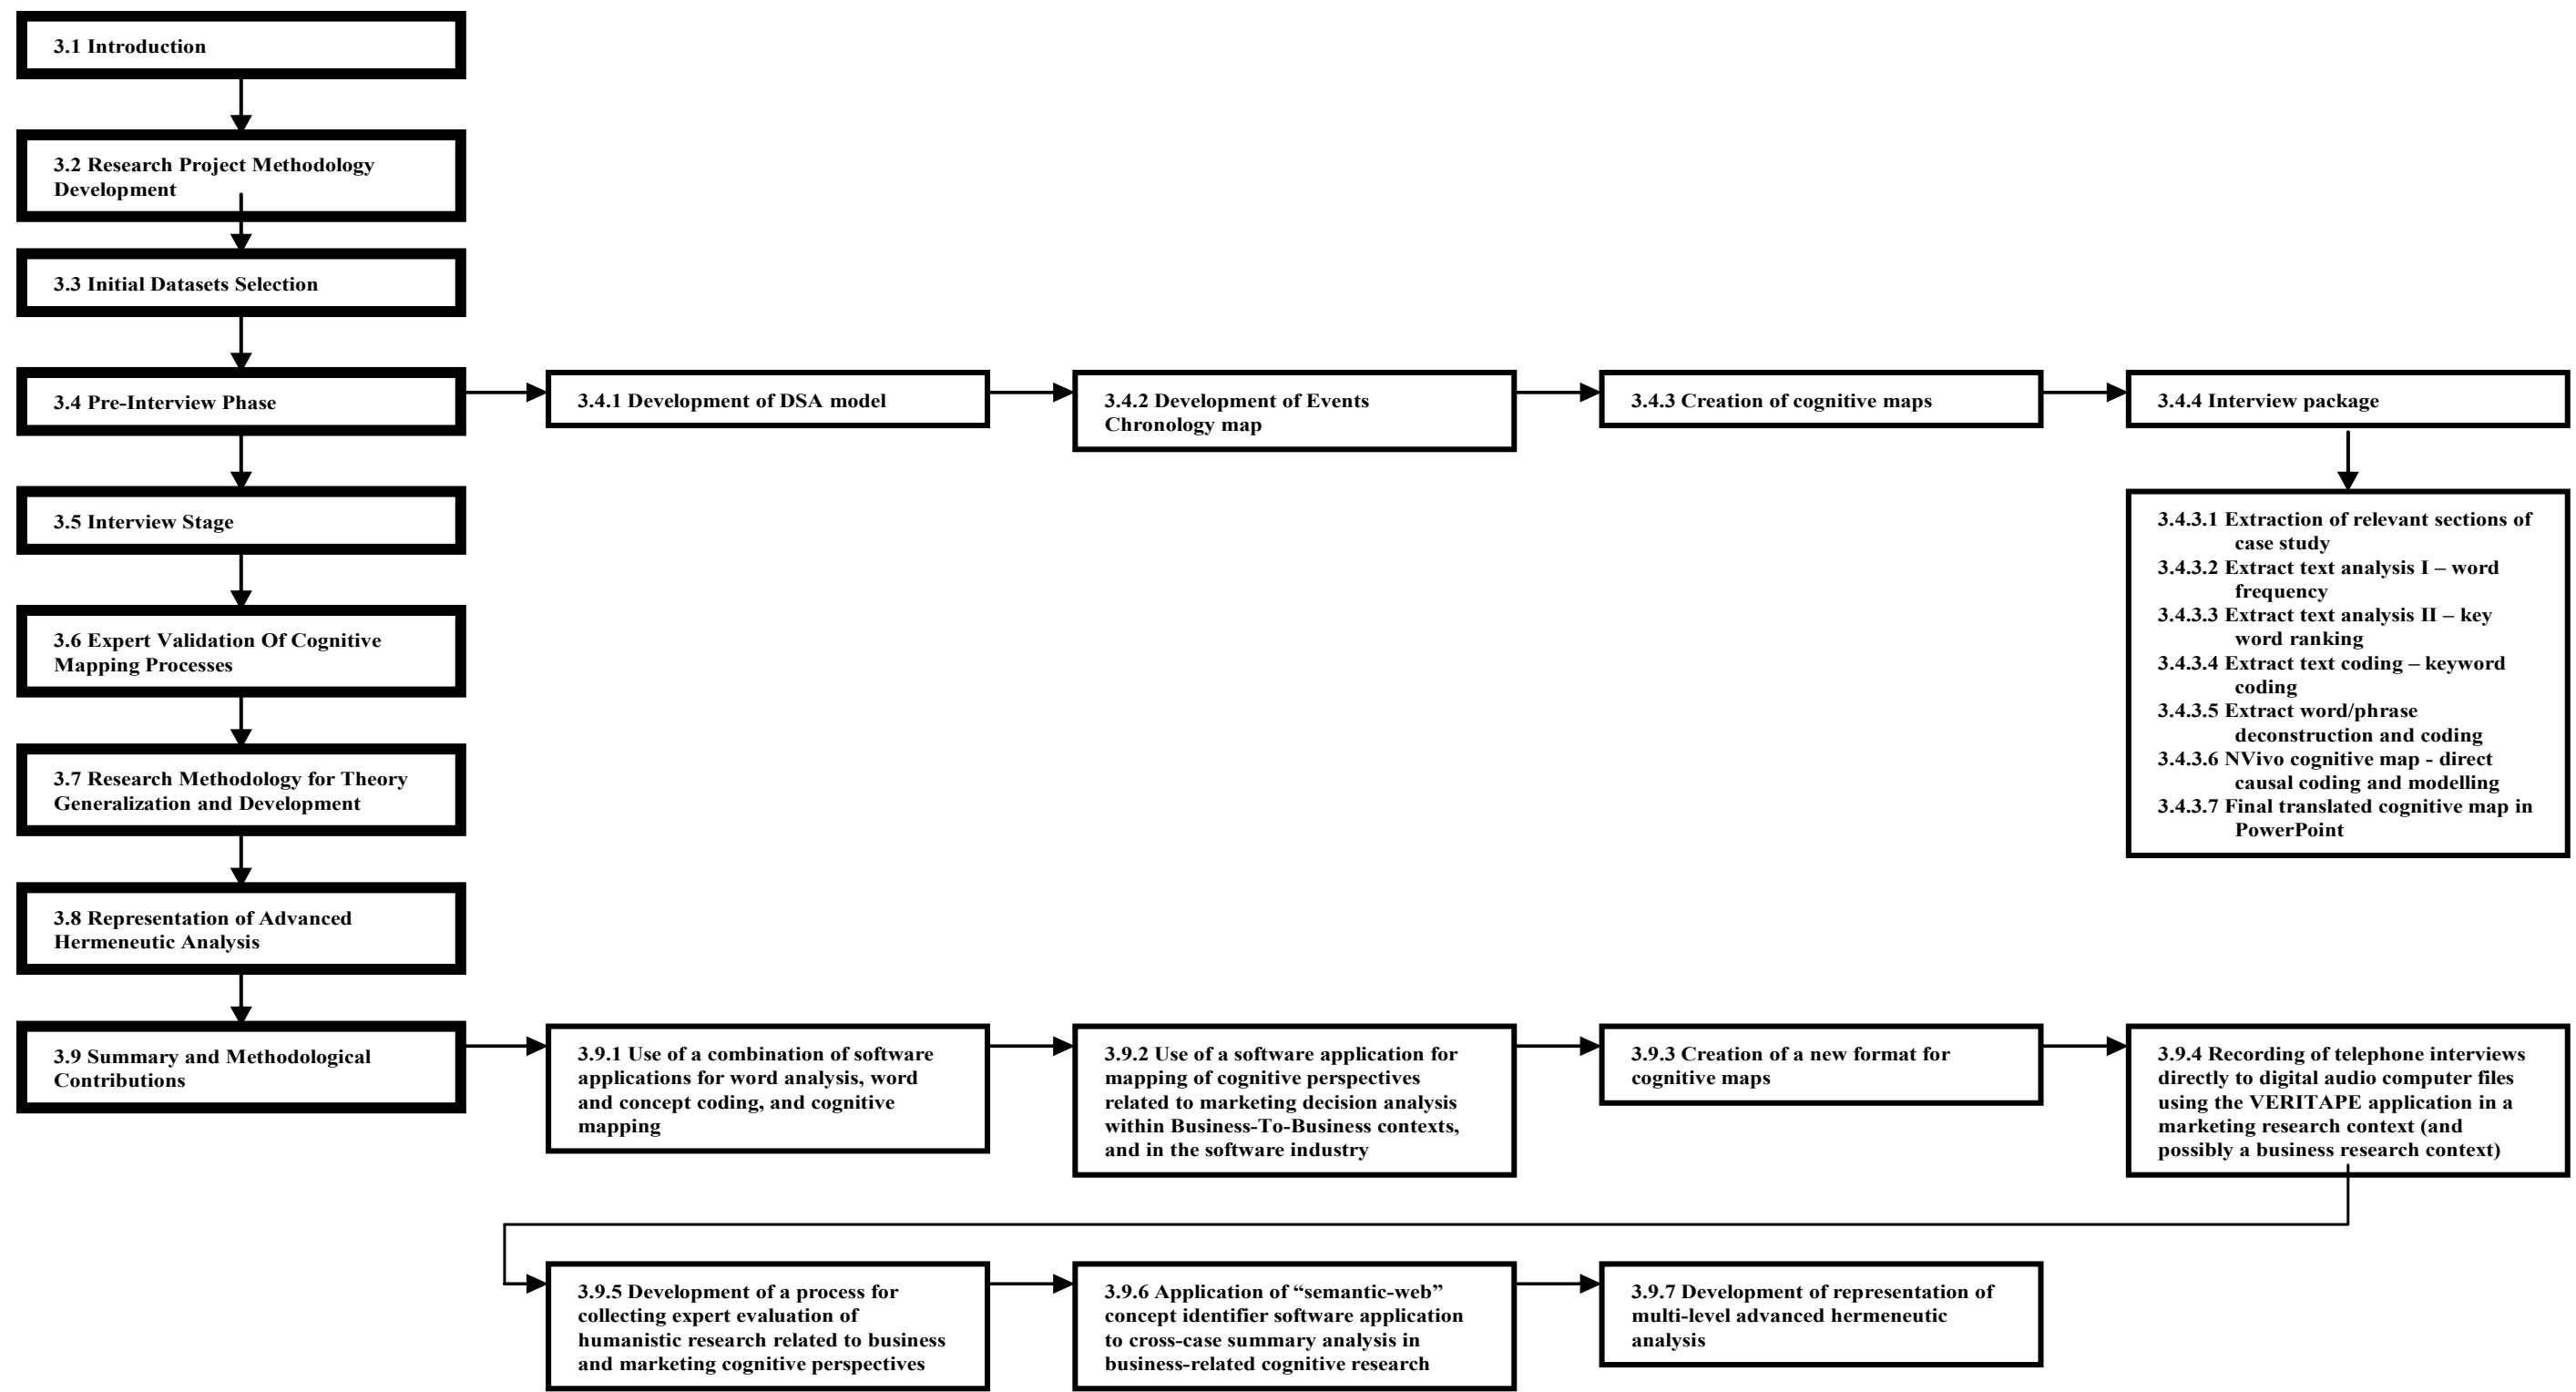 3.1 Introduction
3.2 Research Project Methodology
Development
3.3 Initial Datasets Selection
3.4 Pre-Interview Phase
3.4.1 Development of DSA model
3.4.2 Development of Events
Chronology map
3.4.3 Creation of cognitive maps
3.4.4 Interview package
3.4.3.1 Extraction of relevant sections of
case study
3.4.3.2 Extract text analysis I – word
frequency
3.4.3.3 Extract text analysis II – key
word ranking
3.4.3.4 Extract text coding – keyword
coding
3.4.3.5 Extract word/phrase
deconstruction and coding
3.4.3.6 NVivo cognitive map - direct
causal coding and modelling
3.4.3.7 Final translated cognitive map in
PowerPoint
3.5 Interview Stage
3.6 Expert Validation Of Cognitive
Mapping Processes
3.7 Research Methodology for Theory
Generalization and Development
3.8 Representation of Advanced
Hermeneutic Analysis
3.9 Summary and Methodological
Contributions
3.9.1 Use of a combination of software
applications for word analysis, word
and concept coding, and cognitive
mapping
3.9.2 Use of a software application for
mapping of cognitive perspectives
related to marketing decision analysis
within Business-To-Business contexts,
and in the software industry
3.9.3 Creation of a new format for
cognitive maps
3.9.4 Recording of telephone interviews
directly to digital audio computer files
using the VERITAPE application in a
marketing research context (and
possibly a business research context)
3.9.5 Development of a process for
collecting expert evaluation of
humanistic research related to business
and marketing cognitive perspectives
3.9.6 Application of “semantic-web”
concept identifier software application
to cross-case summary analysis in
business-related cognitive research
3.9.7 Development of representation of
multi-level advanced hermeneutic
analysis